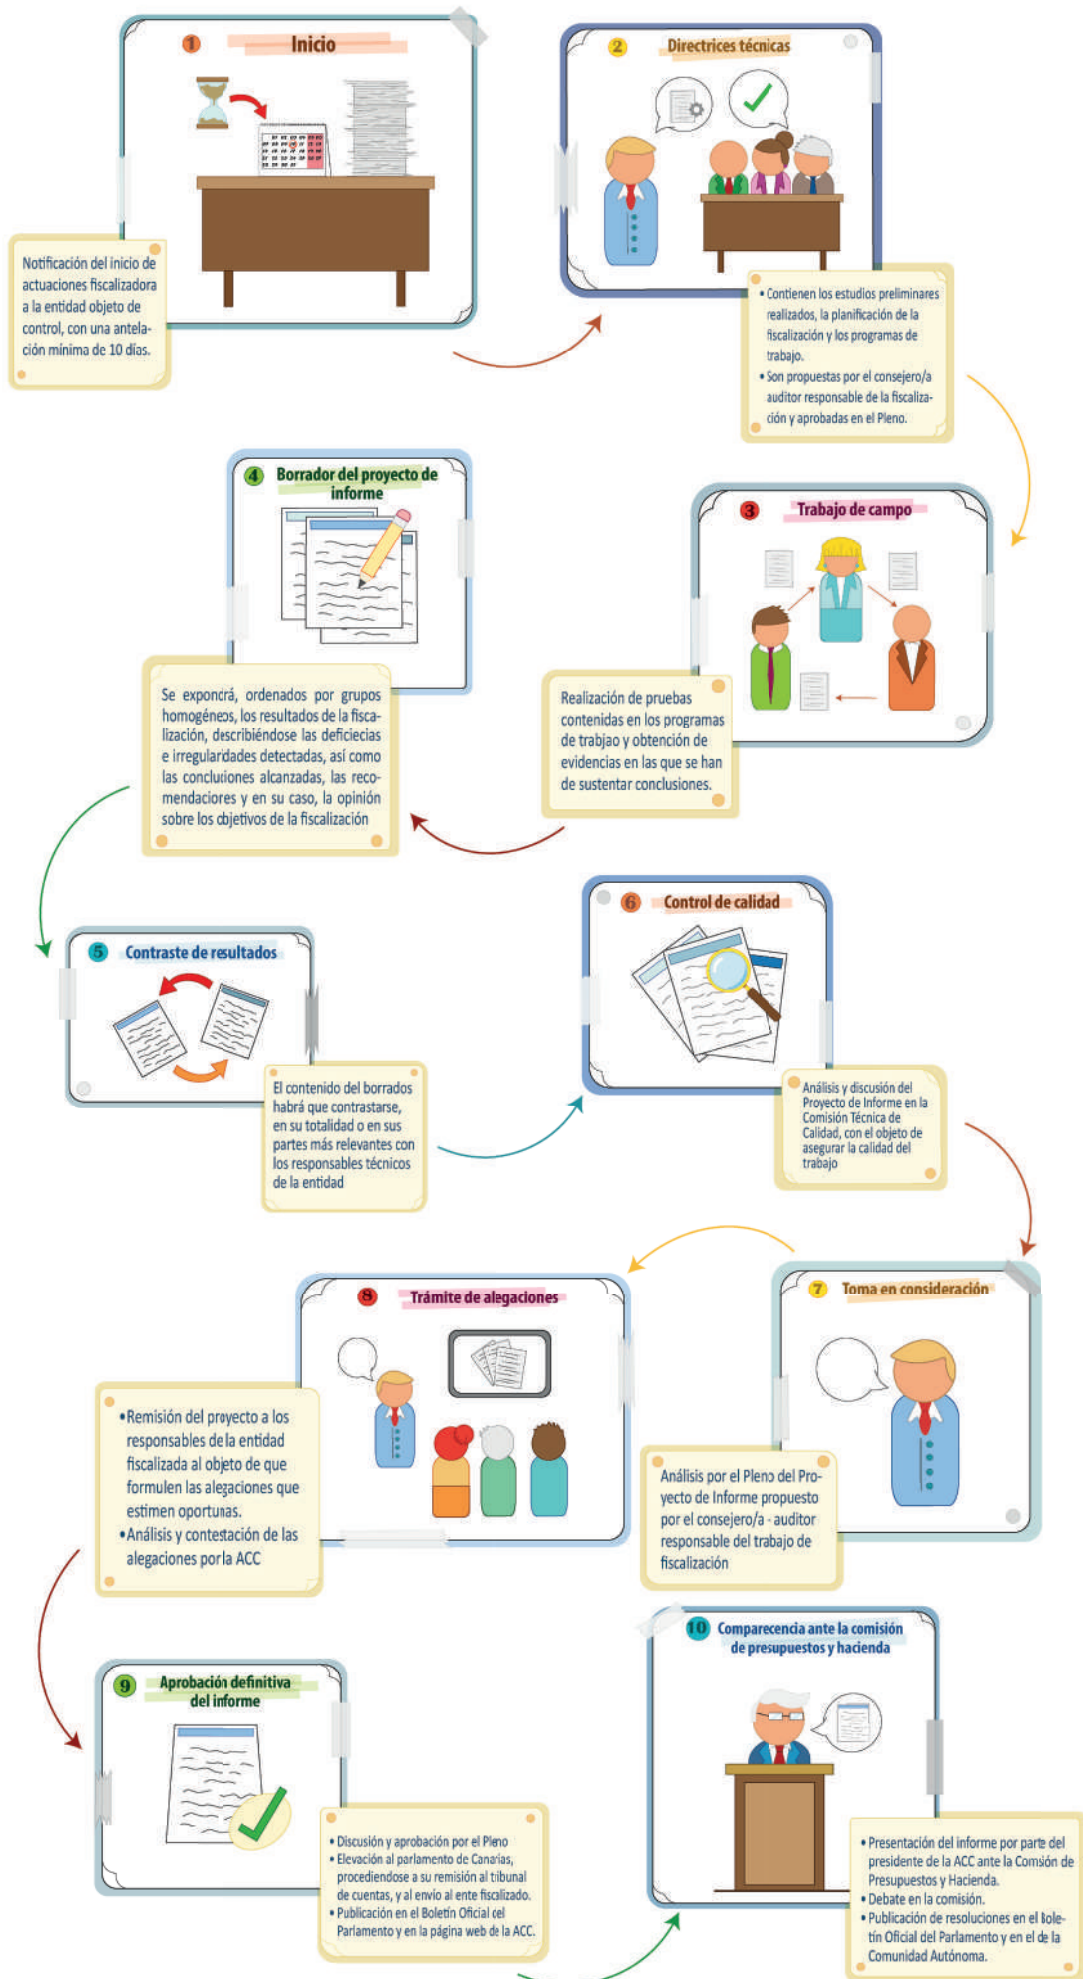 1 Inicio
Notificación del inicio de
actuaciones fiscalizadora
a la entidad objeto de
control, con una antela-
ción mínima de 10 días.
2 Directrices técnicas
• Contienen los estudios preliminares
realizados, la planificación de la
fiscalización y los programas de
trabajo.
• Son propuestas por el consejero/a
auditor responsable de la fiscaliza-
ción y aprobadas en el Pleno.
3 Trabajo de campo
Realización de pruebas
contenidas en los programas
de trabjao y obtención de
evidencias en las que se han
de sustentar conclusiones.
4 Borrador del proyecto de
informe
Se expondrá, ordenados por grupos
homogéneos, los resultados de la fisca-
lización, describiéndose las deficiecias
e irregularidades detectadas, así como
las conclutiones alcanzadas, las reco-
mendaciores y en su caso, la opinión
sobre los objetivos de la fiscalización
5 Contraste de resultados
El contenido del borrados
habrá que contrastarse,
en su totalidad o en sus
partes más relevantes con
los responsables técnicos
de la entidad
6 Control de calidad
Análisis y discusión del
Proyecto de Informe en la
Comisión Técnica de
Calidad, con el objeto de
asegurar la calidad del
trabajo
7 Toma en consideración
Análisis por el Pleno del Pro-
yecto de Informe propuesto
por el consejero/a - auditor
responsable del trabajo de
fiscalización
8 Trámite de alegaciones
• Remisión del proyecto a los
responsables de la entidad
fiscalizada al objeto de que
formulen las alegaciones que
estimen oportunas.
• Análisis y contestación de las
alegaciones por la ACC
9 Aprobación definitiva
del informe
• Discusión y aprobación por el Pleno
• Elevación al parlamento de Canarias,
procediendose a su remisión al tribunal
de cuentas, y al envío al ente fiscalizado.
• Publicación en el Boletín Oficial del
Parlamento y en la página web de la ACC.
10 Comparecencia ante la comisión
de presupuestos y hacienda
• Presentación del informe por parte del
presidente de la ACC ante la Comsión de
Presupuestos y Hacienda.
• Debate en la comisión.
• Publicación de resoluciones en el Bole-
tín Oficial del Parlamento y en el de la
Comunidad Autónoma.